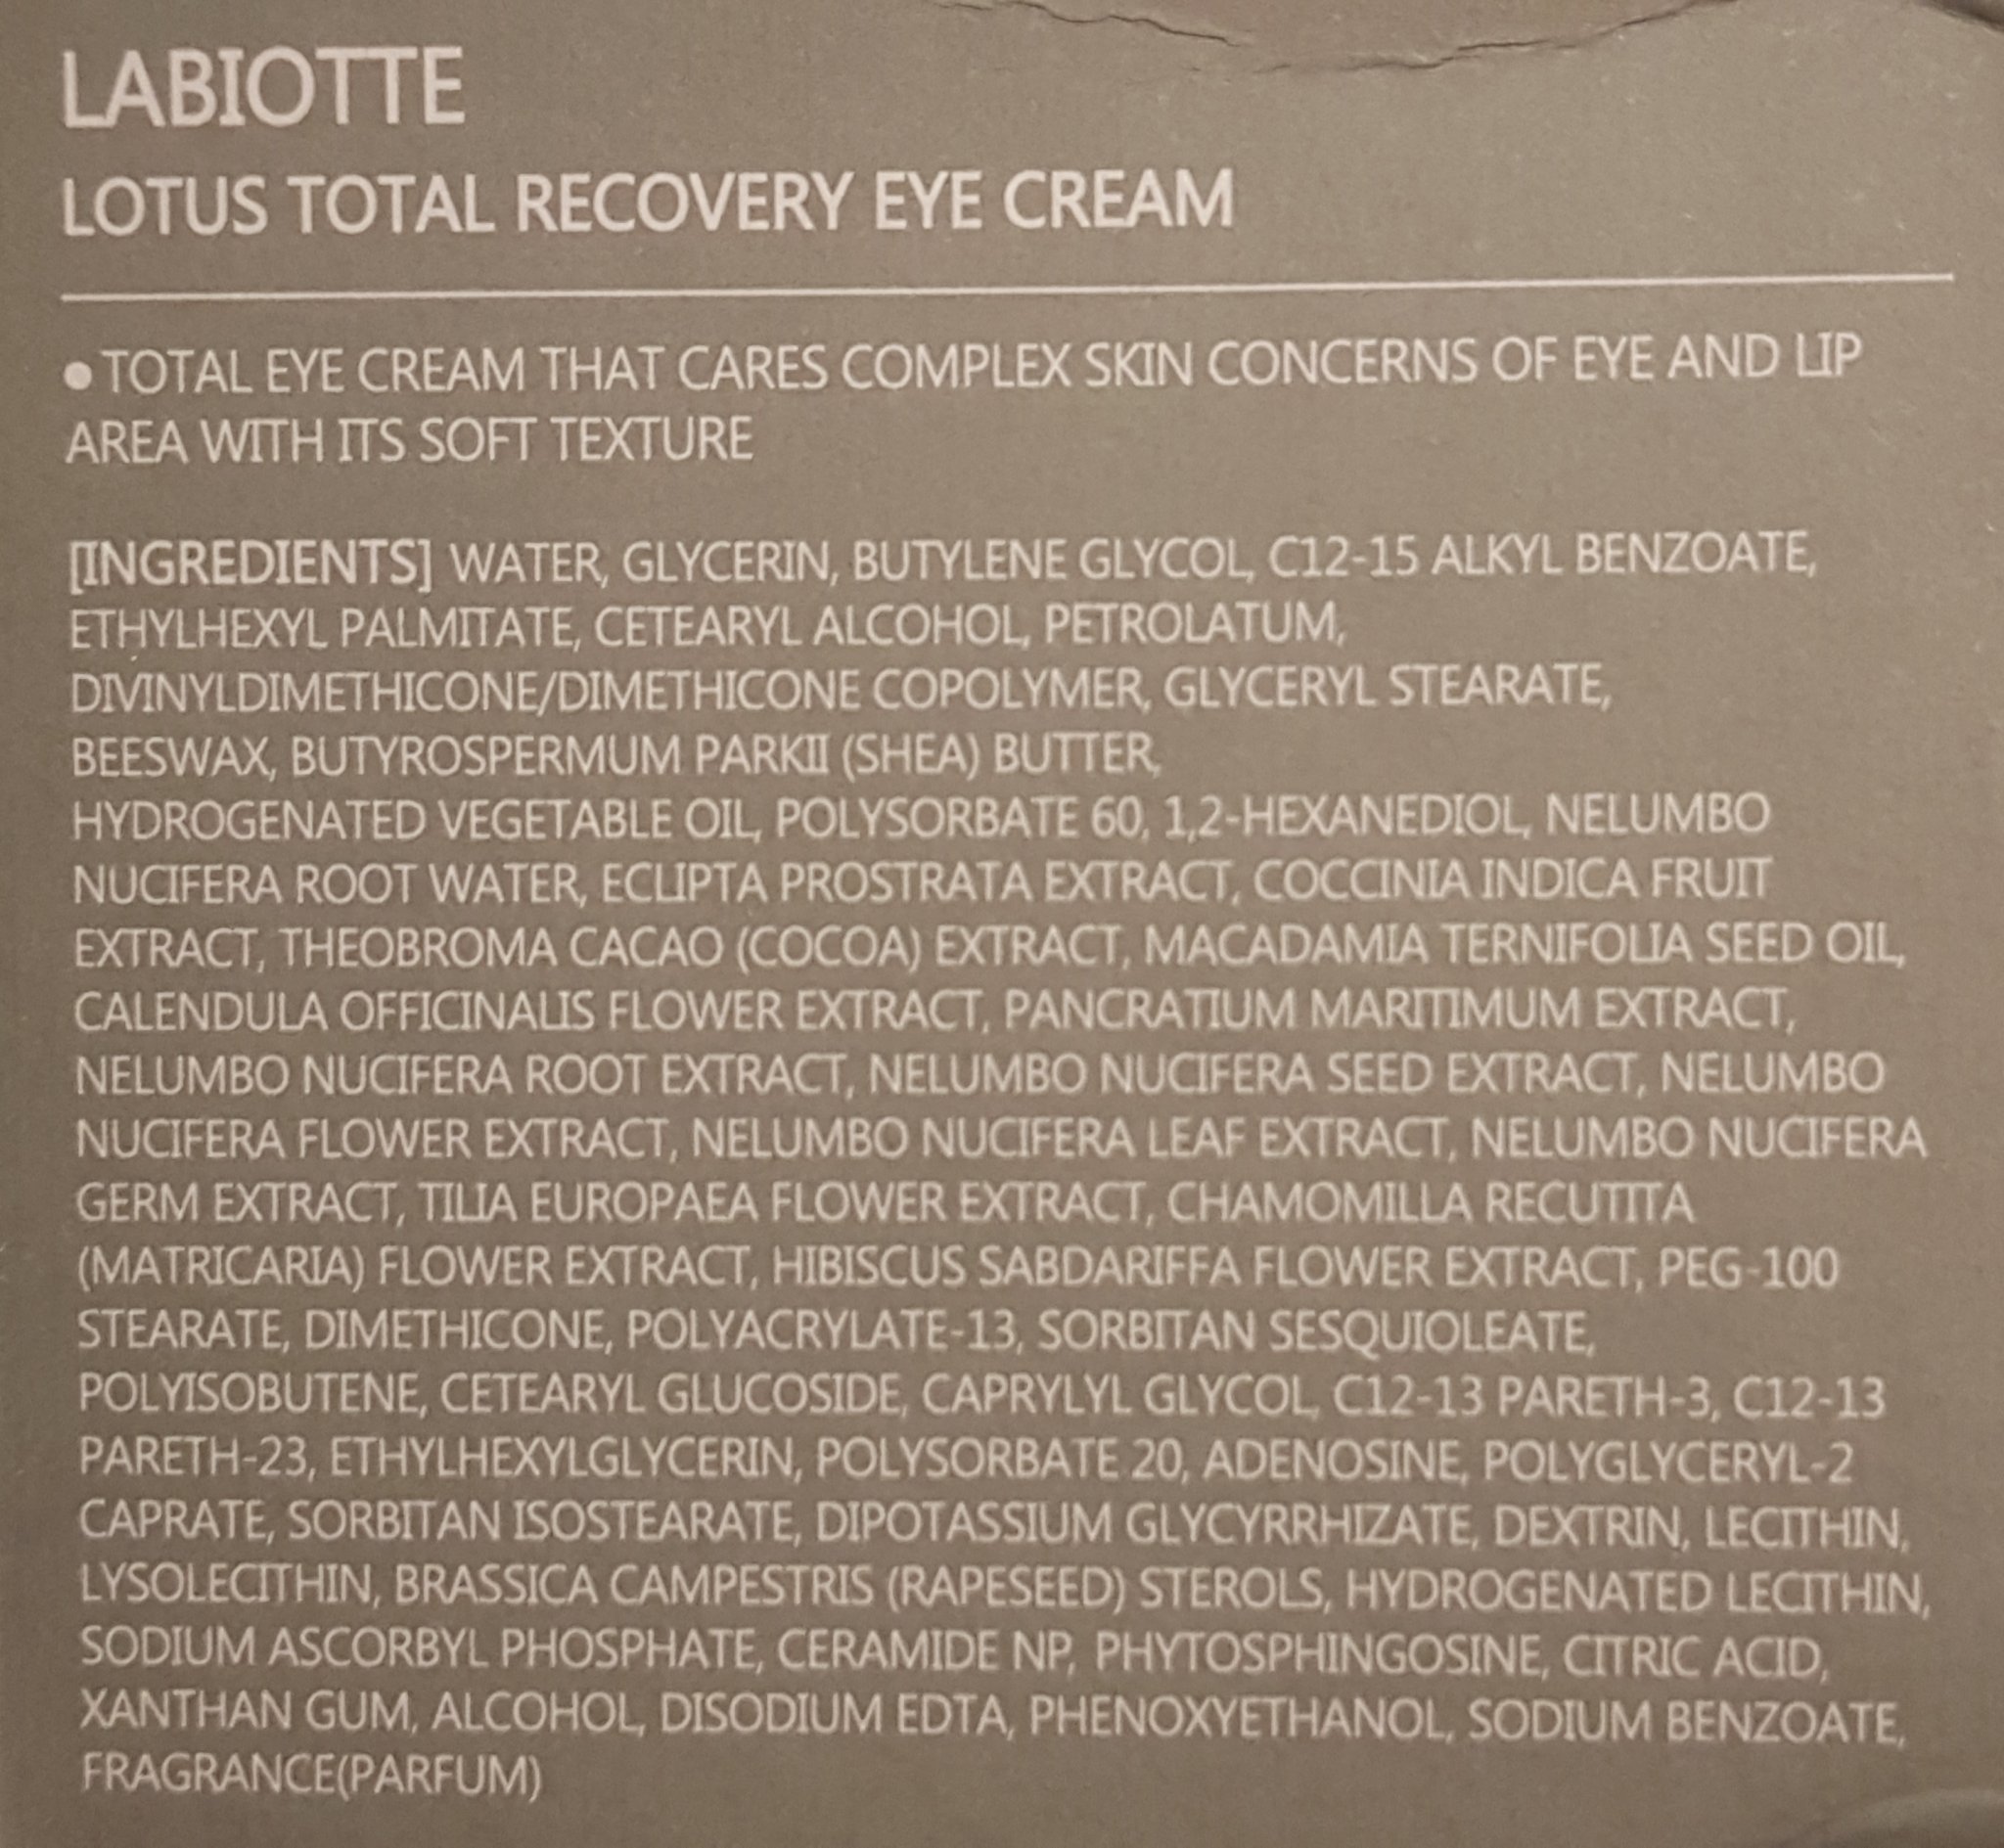 LABIOTTE
LOTUS TOTAL RECOVERY EYE CREAM
●TOTAL EYE CREAM THAT CARES COMPLEX SKIN CONCERNS OF EYE AND LIP
AREA WITH ITS SOFT TEXTURE
[INGREDIENTS] WATER, GLYCERIN, BUTYLENE GLYCOL, C12-15 ALKYL BENZOATE,
ETHYLHEXYL PALMITATE, CETEARYL ALCOHOL, PETROLATUM,
DIVINYLDIMETHICONE/DIMETHICONE COPOLYMER, GLYCERYL STEARATE,
BEESWAX, BUTYROSPERMUM PARKII (SHEA) BUTTER,
HYDROGENATED VEGETABLE OIL, POLYSORBATE 60, 1,2-HEXANEDIOL, NELUMBO
NUCIFERA ROOT WATER, ECLIPTA PROSTRATA EXTRACT, COCCINIA INDICA FRUIT
EXTRACT, THEOBROMA CACAO (COCOA) EXTRACT, MACADAMIA TERNIFOLIA SEED OIL,
CALENDULA OFFICINALIS FLOWER EXTRACT, PANCRATIUM MARITIMUM EXTRACT,
NELUMBO NUCIFERA ROOT EXTRACT, NELUMBO NUCIFERA SEED EXTRACT, NELUMBO
NUCIFERA FLOWER EXTRACT, NELUMBO NUCIFERA LEAF EXTRACT, NELUMBO NUCIFERA
GERM EXTRACT, TILIA EUROPAEA FLOWER EXTRACT, CHAMOMILLA RECUTITA
(MATRICARIA) FLOWER EXTRACT, HIBISCUS SABDARIFFA FLOWER EXTRACT, PEG-100
STEARATE, DIMETHICONE, POLYACRYLATE-13, SORBITAN SESQUIOLEATE,
POLYISOBUTENE, CETEARYL GLUCOSIDE, CAPRYLYL GLYCOL, C12-13 PARETH-3, C12-13
PARETH-23, ETHYLHEXYLGLYCERIN, POLYSORBATE 20, ADENOSINE, POLYGLYCERYL-2
CAPRATE, SORBITAN ISOSTEARATE, DIPOTASSIUM GLYCYRRHIZATE, DEXTRIN, LECITHIN,
LYSOLECITHIN, BRASSICA CAMPESTRIS (RAPESEED) STEROLS, HYDROGENATED LECITHIN,
SODIUM ASCORBYL PHOSPHATE, CERAMIDE NP, PHYTOSPHINGOSINE, CITRIC ACID,
XANTHAN GUM, ALCOHOL, DISODIUM EDTA, PHENOXYETHANOL, SODIUM BENZOATE,
FRAGRANCE(PARFUM)